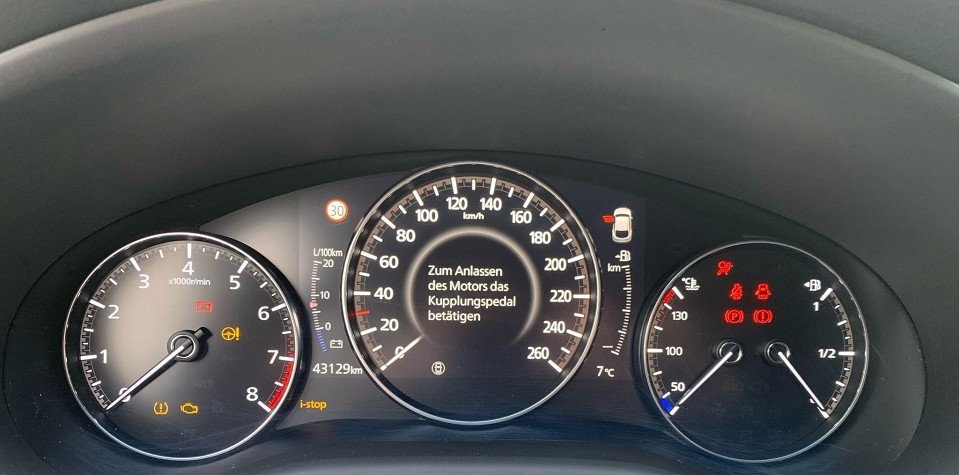 0
1
2
3
4
5
6
7
8
x1000r/min
i-stop
30
L/100km
20
10
0
43129km
0
20
40
60
80
100
120
140
160
180
200
220
240
260
km/h
Zum Anlassen
des Motors das
Kupplungspedal
betätigen
km
7°C
°C
130
100
50
P
1
1/2
0